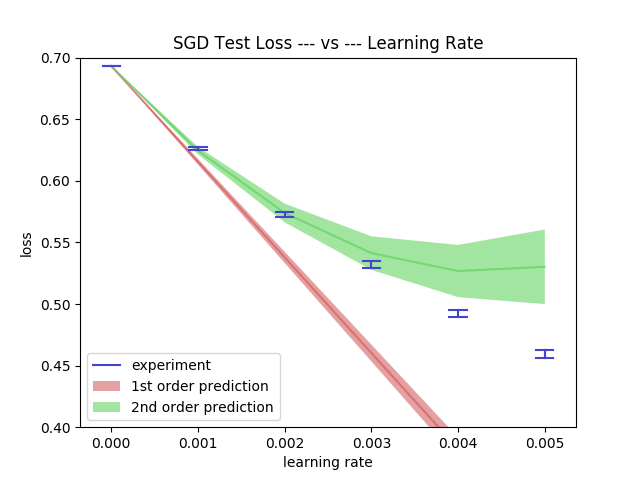 SGD Test Loss --- vs --- Learning Rate
0.70
0.65
0.60
0.55
0.50
0.45
0.40
loss
experiment
1st order prediction
2nd order prediction
0.000 0.001 0.002 0.003 0.004 0.005
learning rate